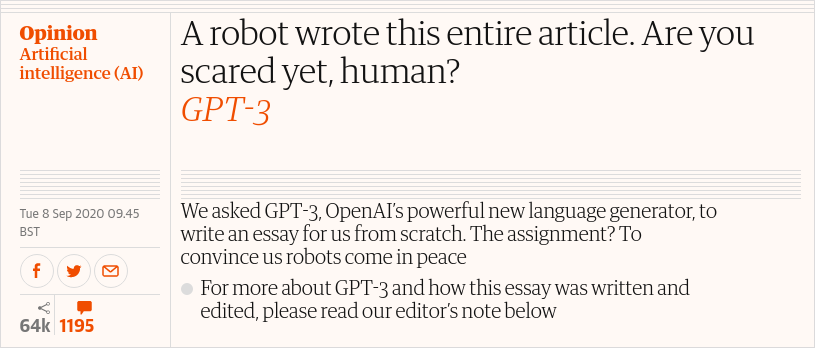 Opinion
Artificial
intelligence (AI)
A robot wrote this entire article. Are you
scared yet, human?
GPT-3
Tue 8 Sep 2020 09.45
BST
64k 1195
We asked GPT-3, OpenAI's powerful new language generator, to
write an essay for us from scratch. The assignment? To
convince us robots come in peace
For more about GPT-3 and how this essay was written and
edited, please read our editor's note below